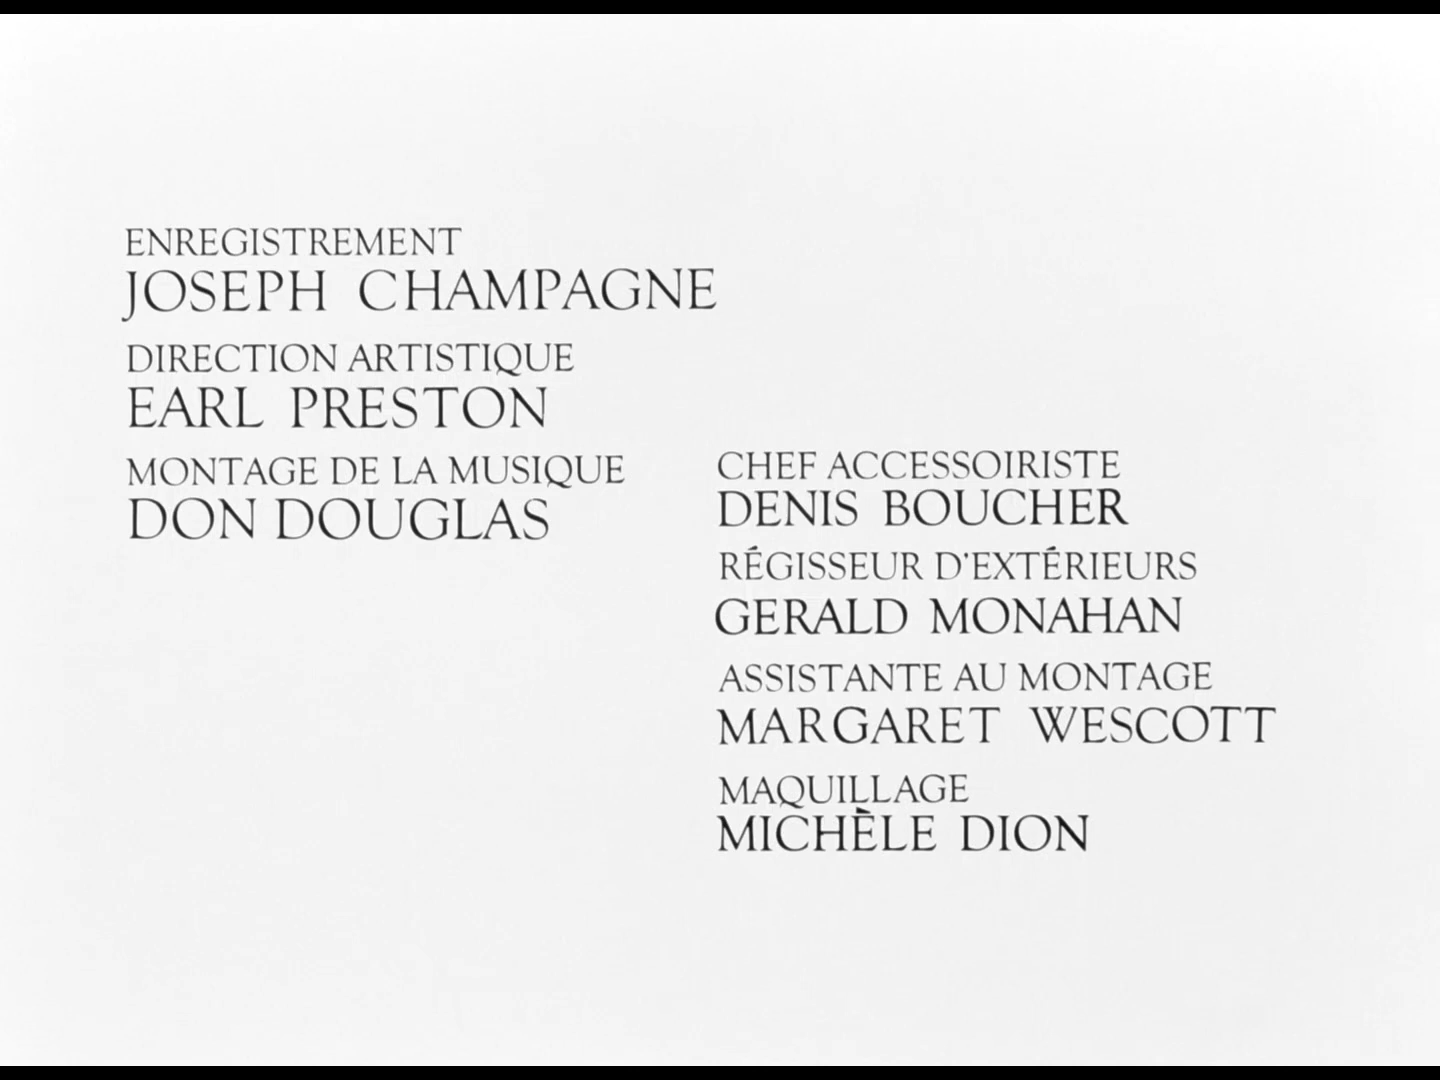 ENREGISTREMENT
JOSEPH CHAMPAGNE
DIRECTION ARTISTIQUE
EARL PRESTON
MONTAGE DE LA MUSIQUE
DON DOUGLAS
CHEF ACCESSOIRISTE
DENIS BOUCHER
RÉGISSEUR D'EXTÉRIEURS
GERALD MONAHAN
ASSISTANTE AU MONTAGE
MARGARET WESCOTT
MAQUILLAGE
MICHÈLE DION